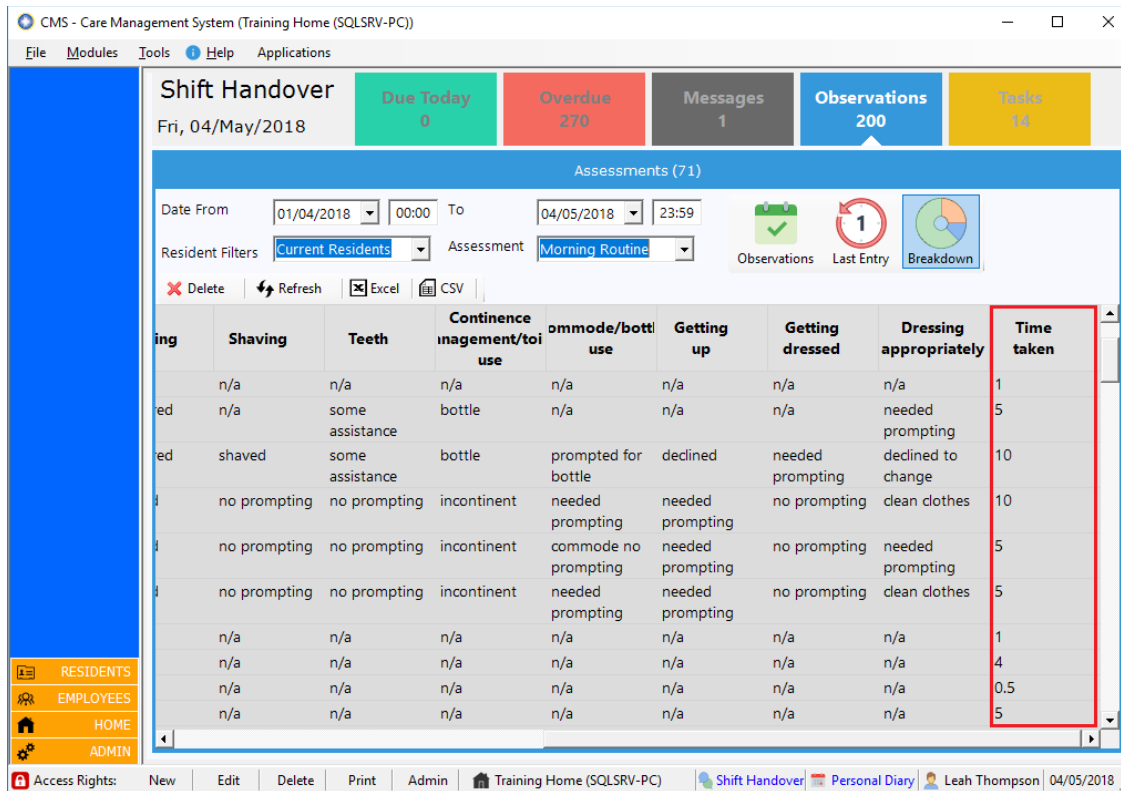 CMS - Care Management System (Training Home (SQLSRV-PC))
File Modules Tools Help Applications
Shift Handover
Fri, 04/May/2018
Due Today
0
Overdue
270
Messages
1
Observations
200
Tasks
14
Assessments (71)
Date From 01/04/2018 00:00 To 04/05/2018 23:59
Resident Filters Current Residents Assessment Morning Routine
1
Observations Last Entry Breakdown
Delete Refresh Excel CSV
ing Shaving Teeth Continence nagement/toi use ommode/bottl use Getting up Getting dressed Dressing appropriately Time taken
n/a n/a n/a n/a n/a n/a n/a 1
red n/a some assistance bottle n/a n/a n/a needed prompting 5
red shaved some assistance bottle prompted for bottle declined needed prompting declined to change 10
no prompting no prompting incontinent needed prompting needed prompting no prompting clean clothes 10
no prompting no prompting incontinent commode no prompting needed prompting no prompting needed prompting 5
no prompting no prompting incontinent needed prompting needed prompting no prompting clean clothes 5
n/a n/a n/a n/a n/a n/a n/a 1
n/a n/a n/a n/a n/a n/a n/a 4
n/a n/a n/a n/a n/a n/a n/a 0.5
n/a n/a n/a n/a n/a n/a n/a 5
RESIDENTS
EMPLOYEES
HOME
ADMIN
Access Rights: New Edit Delete Print Admin Training Home (SQLSRV-PC) Shift Handover Personal Diary Leah Thompson 04/05/2018